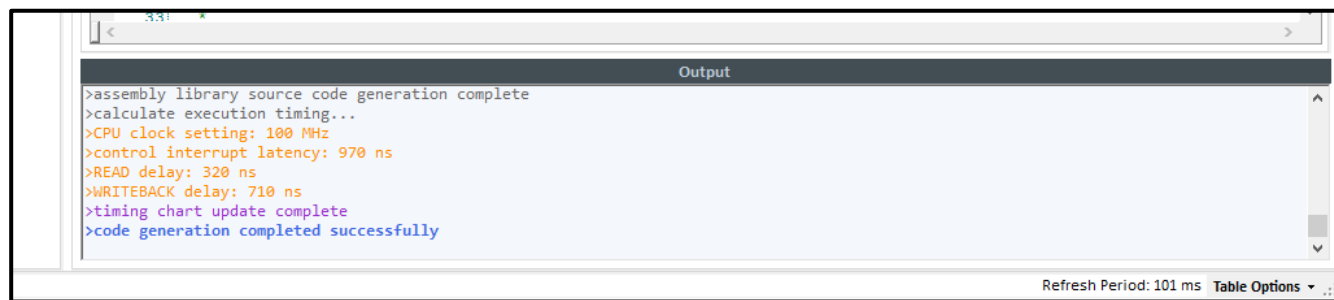 33 *
Output
>assembly library source code generation complete
>calculate execution timing...
>CPU clock setting: 100 MHz
>control interrupt latency: 970 ns
>READ delay: 320 ns
>WRITEBACK delay: 710 ns
>timing chart update complete
>code generation completed successfully
Refresh Period: 101 ms Table Options